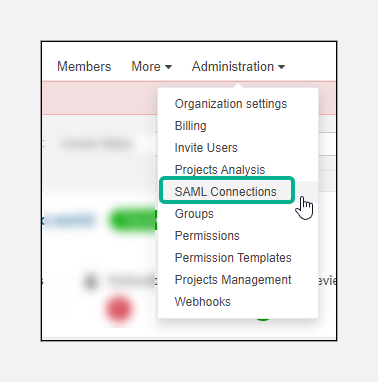 Members More Administration
Organization settings
Billing
Invite Users
Projects Analysis
SAML Connections
Groups
Permissions
Permission Templates
Projects Management
Webhooks